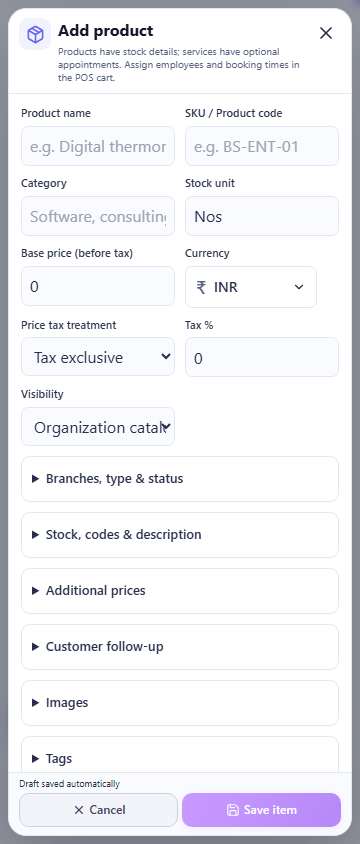 Add product
Products have stock details; services have optional
appointments. Assign employees and booking times in
the POS cart.
Product name
SKU / Product code
e.g. Digital thermor
e.g. BS-ENT-01
Category
Stock unit
Software, consulting
Nos
Base price (before tax)
Currency
0
₹ INR
Price tax treatment
Tax %
Tax exclusive
0
Visibility
Organization catal
Branches, type & status
Stock, codes & description
Additional prices
Customer follow-up
Images
Tags
Draft saved automatically
Cancel
Save item